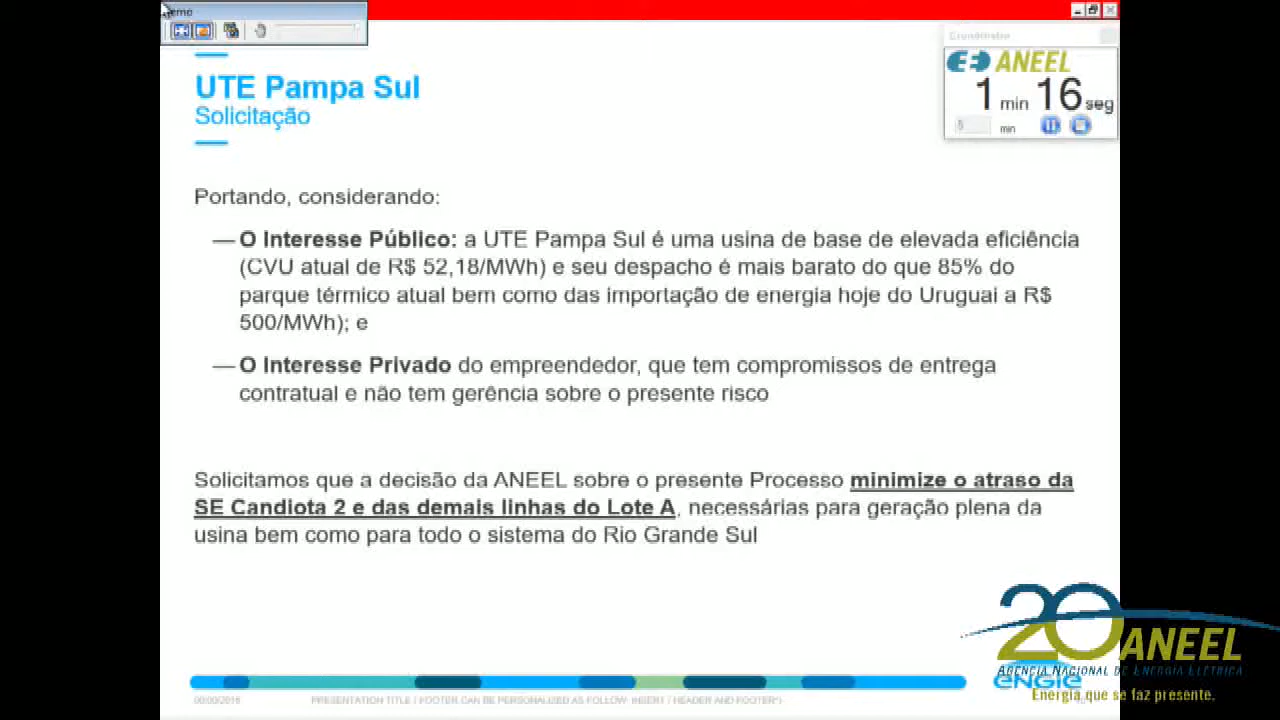 emo
Cronômetro
ANEEL
1 min 16 seg
5 min
UTE Pampa Sul
Solicitação
Portando, considerando:
— O Interesse Público: a UTE Pampa Sul é uma usina de base de elevada eficiência
(CVU atual de R$ 52,18/MWh) e seu despacho é mais barato do que 85% do
parque térmico atual bem como das importação de energia hoje do Uruguai a R$
500/MWh); e
— O Interesse Privado do empreendedor, que tem compromissos de entrega
contratual e não tem gerência sobre o presente risco
Solicitamos que a decisão da ANEEL sobre o presente Processo minimize o atraso da
SE Candiota 2 e das demais linhas do Lote A, necessárias para geração plena da
usina bem como para todo o sistema do Rio Grande Sul
20 ANEEL
AGÊNCIA NACIONAL DE ENERGIA ELÉTRICA
engie
Energia que se faz presente.
00/00/2016 PRESENTATION TITLE / FOOTER CAN BE PERSONALIZED AS FOLLOW: INSERT / HEADER AND FOOTER")